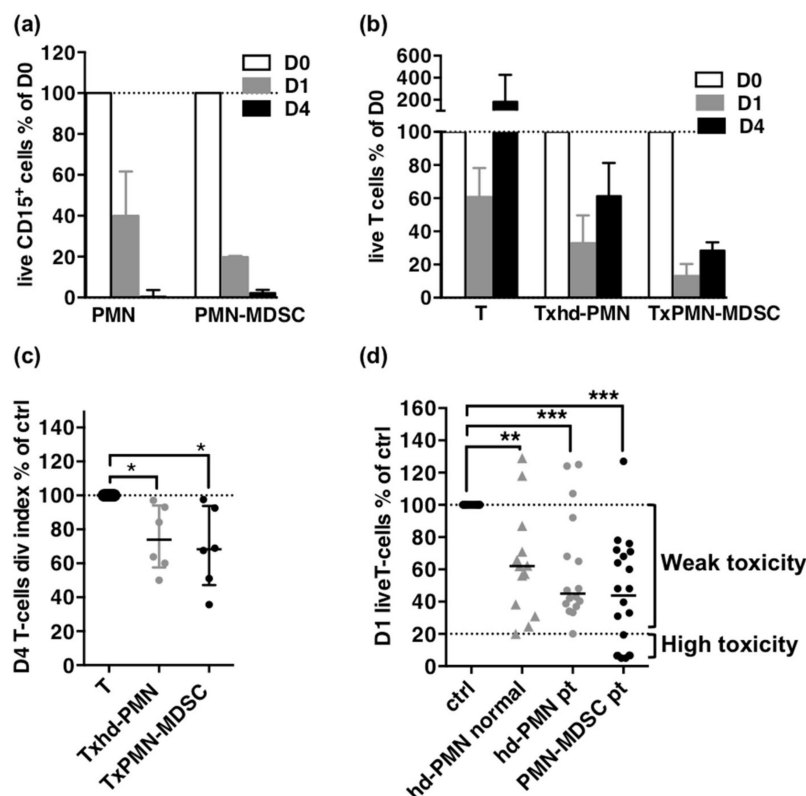 (a)
live CD15⁺ cells % of D0
120
100
80
60
40
20
0
D0
D1
D4
PMN
PMN-MDSC
(b)
live T cells % of D0
600
400
200
100
80
60
40
20
0
D0
D1
D4
T
Txhd-PMN
TxPMN-MDSC
(c)
D4 T-cells div index % of ctrl
140
120
100
80
60
40
20
0
*
*
T
Txhd-PMN
TxPMN-MDSC
(d)
D1 liveT-cells % of ctrl
160
140
120
100
80
60
40
20
0
***
***
**
Weak toxicity
High toxicity
ctrl
hd-PMN normal
hd-PMN pt
PMN-MDSC pt